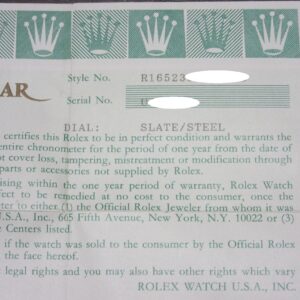 AR
Style No. R16523
Serial No. U
DIAL: SLATE/STEEL
certifies this Rolex to be in perfect condition and warrants the
entire chronometer for the period of one year from the date of
ot cover loss, tampering, mistreatment or modification through
parts or accessories not supplied by Rolex.
ising within the one year period of warranty, Rolex Watch
fect to be remedied at no cost to the consumer, once the
ter to either (1) the Official Rolex Jeweler from whom it was
U.S.A., Inc., 665 Fifth Avenue, New York, N.Y. 10022 or (3)
e Centers listed.
if the watch was sold to the consumer by the Official Rolex
the face hereof.
legal rights and you may also have other rights which vary
ROLEX WATCH U.S.A., INC.